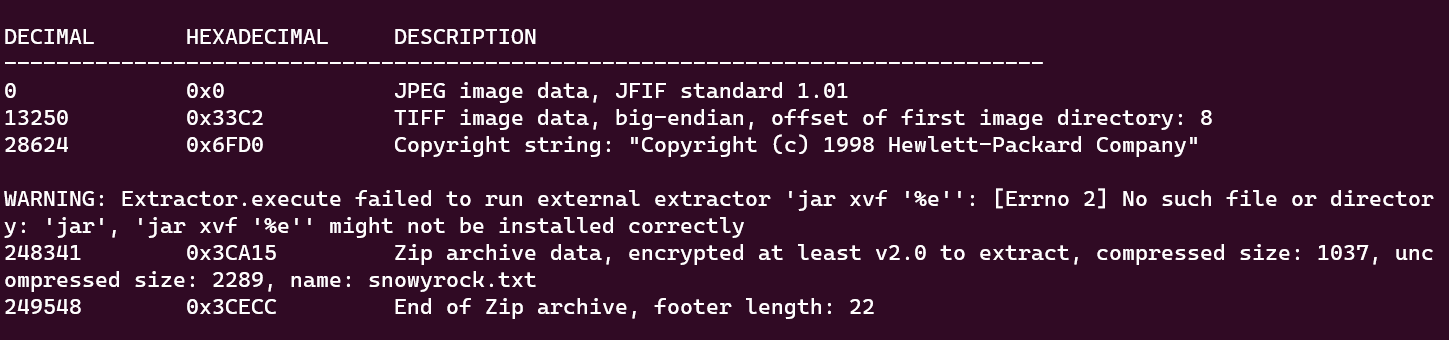 DECIMAL       HEXADECIMAL     DESCRIPTION
--------------------------------------------------------------------------------
0             0x0             JPEG image data, JFIF standard 1.01
13250         0x33C2          TIFF image data, big-endian, offset of first image directory: 8
28624         0x6FD0          Copyright string: "Copyright (c) 1998 Hewlett-Packard Company"
WARNING: Extractor.execute failed to run external extractor 'jar xvf '%e'': [Errno 2] No such file or director
y: 'jar', 'jar xvf '%e'' might not be installed correctly
248341        0x3CA15         Zip archive data, encrypted at least v2.0 to extract, compressed size: 1037, unc
ompressed size: 2289, name: snowyrock.txt
249548        0x3CECC         End of Zip archive, footer length: 22